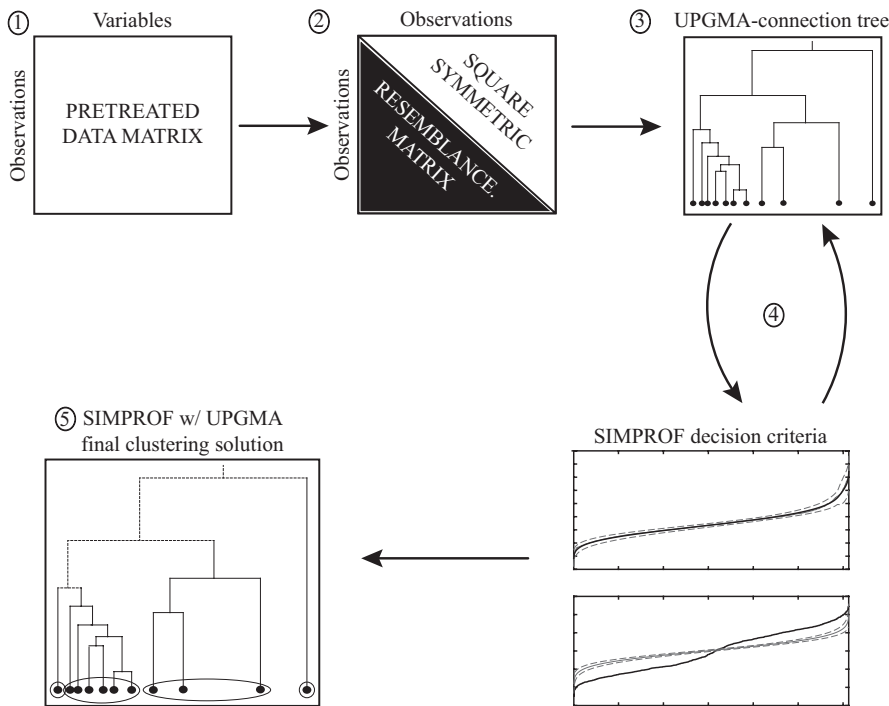 ① Variables
Observations
PRETREATED
DATA MATRIX
② Observations
Observations
SQUARE
SYMMETRIC
RESEMBLANCE.
MATRIX
③ UPGMA-connection tree
④
SIMPROF decision criteria
⑤ SIMPROF w/ UPGMA
final clustering solution